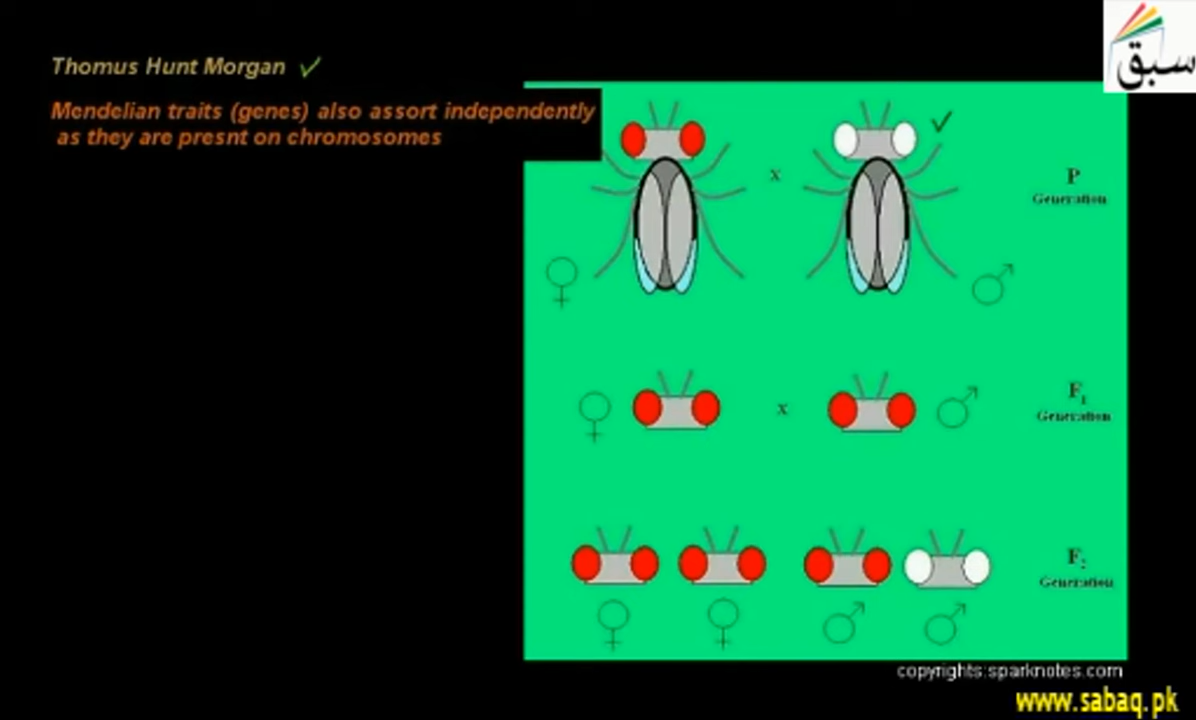 سبق
Thomus Hunt Morgan ✓
Mendelian traits (genes) also assort independently
as they are presnt on chromosomes
x
P
Generation
x
F1
Generation
F2
Generation
copyrights:sparknotes.com
www.sabaq.pk